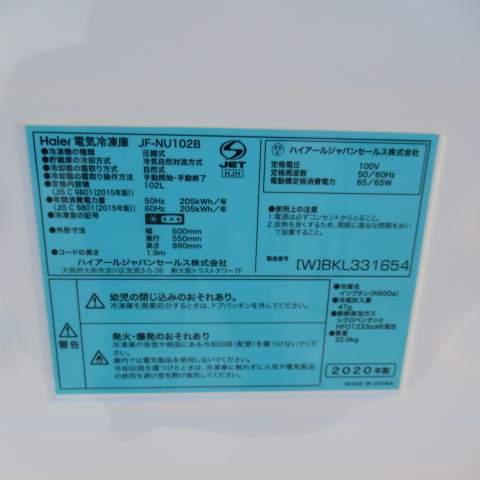 Haier 電気冷凍庫 JF-NU102B
●冷凍機の種類 圧縮式
●貯蔵庫の冷却方式 冷気自然対流方式
●冷却器の霜取り方式 自然式
●冷却器の霜取り操作方法 手動開始・手動終了
●定格内容積 102L
(JIS C 9801(2015年版))
●年間消費電力量 50Hz 205kWh/年
(JIS C 9801(2015年版)) 60Hz 205kWh/年
●冷凍室の記号
●外形寸法 幅 500mm
奥行 550mm
高さ 990mm
●コードの長さ 1.9m
ハイアールジャパンセールス株式会社
大阪府大阪市淀川区宮原3-5-36 新大阪トラストタワー7F
S
JET
HJH
PSE
ハイアールジャパンセールス株式会社
定格電圧 100V
定格周波数 50/60Hz
電動機定格消費電力 65/65W
●使用上の注意
1.電源は必ずコンセントからとること。
2.放熱を良くするため、周囲に適当な間隔をおいて設置すること。
製造番号 [W]BKL331654
警告
幼児の閉じ込みのおそれあり。
冷凍庫を廃棄処分するときは、ドアパッキンを外してください。
発火・爆発のおそれあり
冷凍庫の背面や側面にある冷却回路(配管)を傷つけないでください。
庫内では電気製品を使用しないでください。
冷却回路を傷つけたときは、冷凍庫に触れずに火気や電気製品の使用を避け窓を開け換気してください。
●冷媒名
イソブタン(R600a)
●冷媒封入量
47g
●断熱発泡ガス
シクロペンタンと
HFO1233zdの混合
●質量
32.0kg
2020年製
MADE IN CHINA